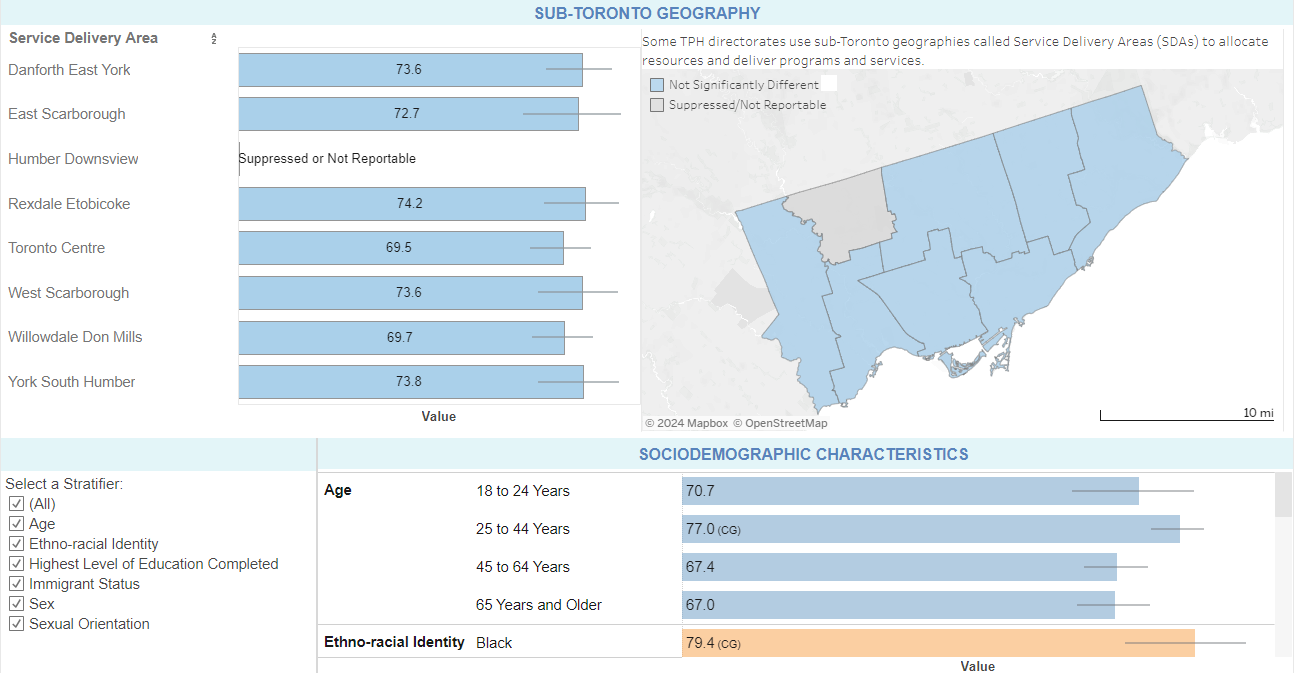 SUB-TORONTO GEOGRAPHY
Service Delivery Area
A
Z
Danforth East York
73.6
East Scarborough
72.7
Humber Downsview
Suppressed or Not Reportable
Rexdale Etobicoke
74.2
Toronto Centre
69.5
West Scarborough
73.6
Willowdale Don Mills
69.7
York South Humber
73.8
Value
Some TPH directorates use sub-Toronto geographies called Service Delivery Areas (SDAs) to allocate
resources and deliver programs and services.
Not Significantly Different
Suppressed/Not Reportable
10 mi
© 2024 Mapbox © OpenStreetMap
Select a Stratifier:
(All)
Age
Ethno-racial Identity
Highest Level of Education Completed
Immigrant Status
Sex
Sexual Orientation
SOCIODEMOGRAPHIC CHARACTERISTICS
Age 18 to 24 Years 70.7
25 to 44 Years 77.0 (CG)
45 to 64 Years 67.4
65 Years and Older 67.0
Ethno-racial Identity Black 79.4 (CG)
Value